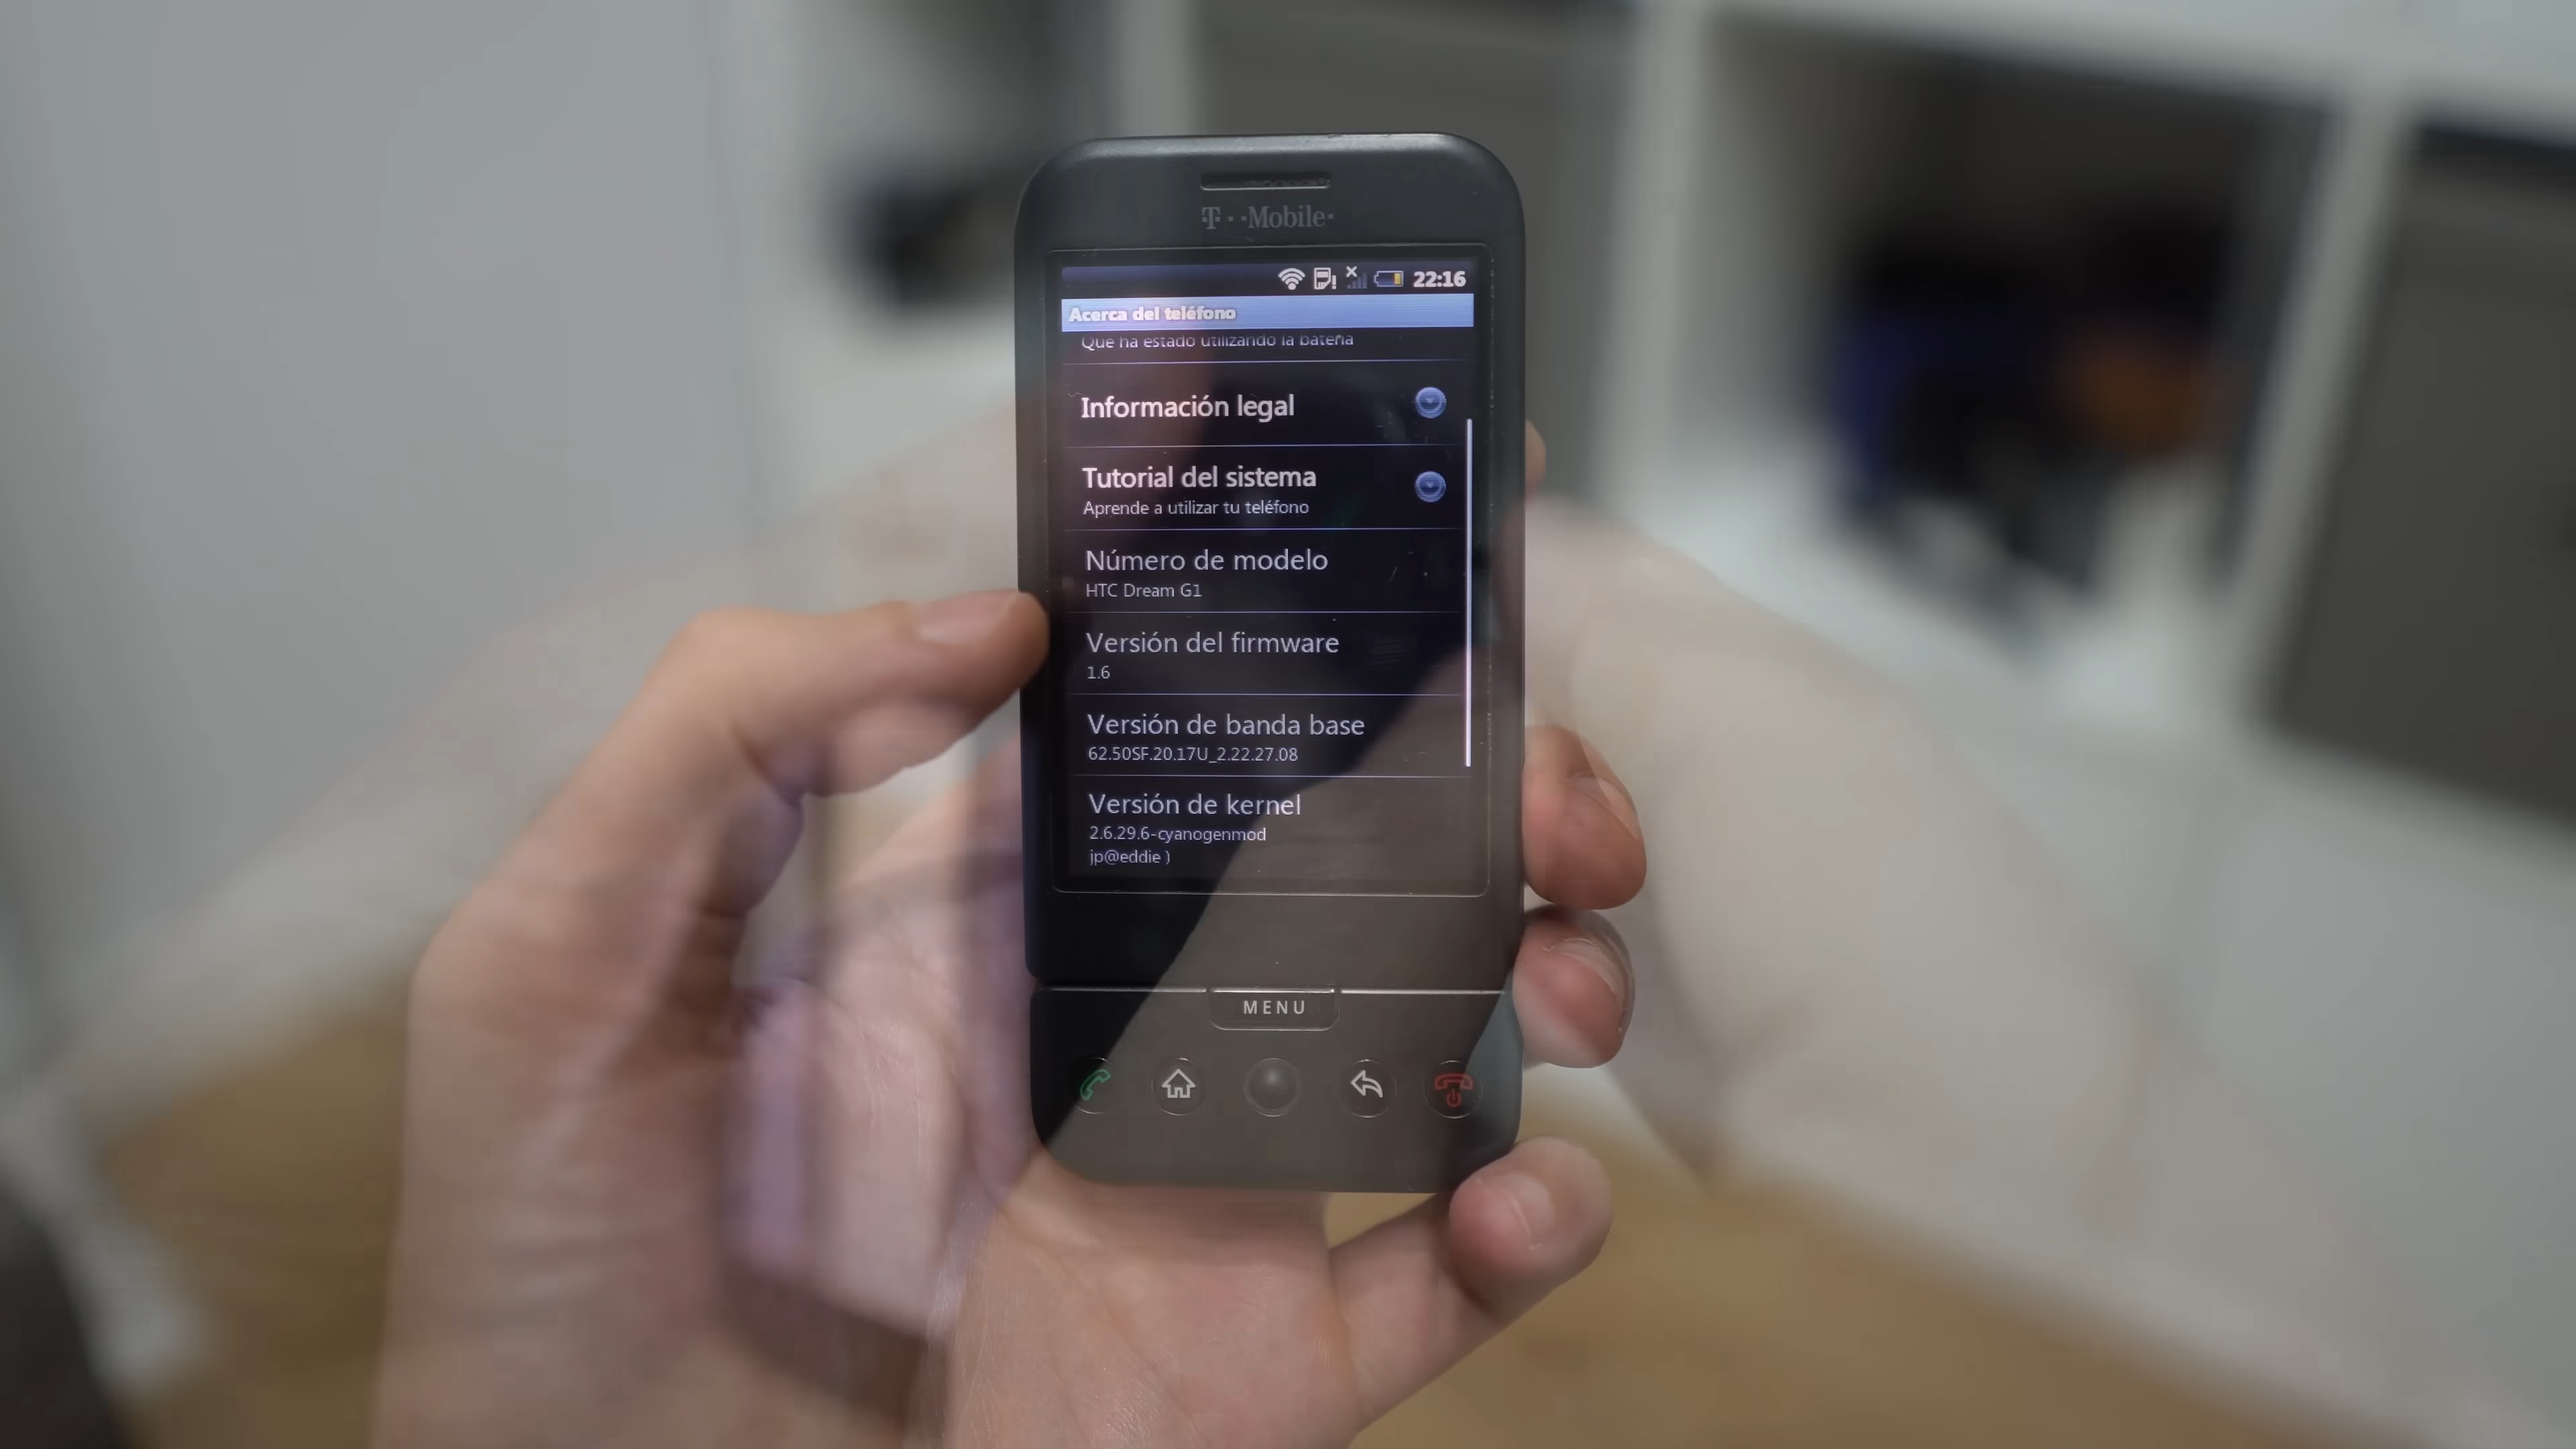 T··Mobile·
22:16
Acerca del teléfono
Qué ha estado utilizando la batería
Información legal
Tutorial del sistema
Aprende a utilizar tu teléfono
Número de modelo
HTC Dream G1
Versión del firmware
1.6
Versión de banda base
62.50SF.20.17U_2.22.27.08
Versión de kernel
2.6.29.6-cyanogenmod
jp@eddie )
MENU